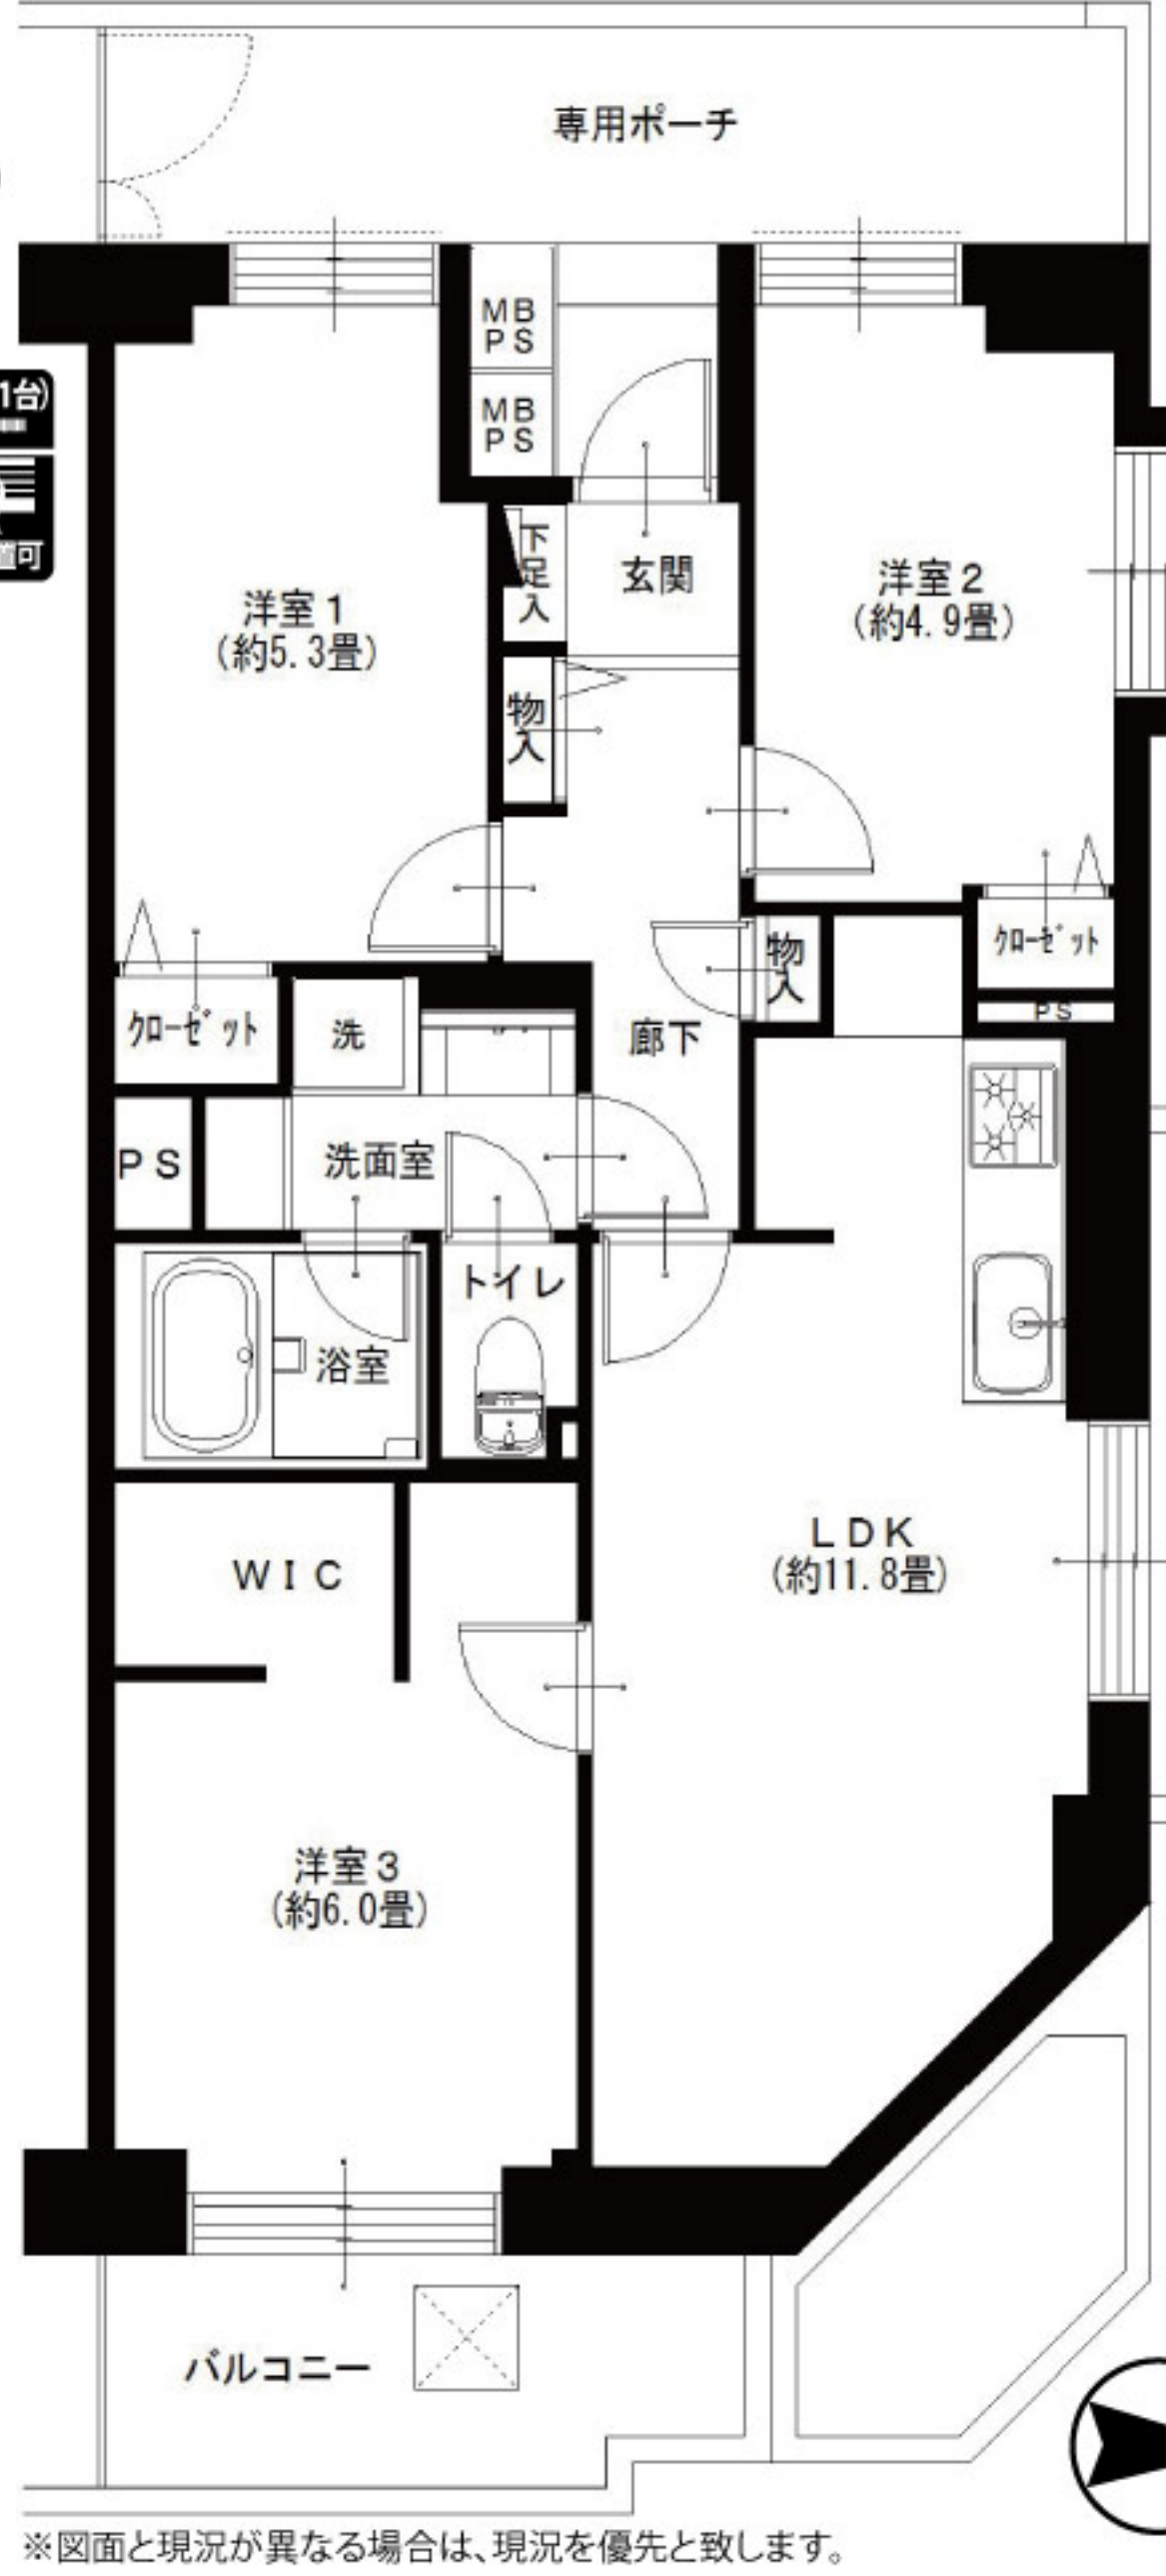 専用ポーチ
MB
PS
MB
PS
1台)
可
下足入
玄関
洋室1
(約5.3畳)
洋室2
(約4.9畳)
物入
クローゼット
物入
クローゼット
PS
洗
廊下
PS
洗面室
トイレ
浴室
WIC
LDK
(約11.8畳)
洋室3
(約6.0畳)
バルコニー
※図面と現況が異なる場合は、現況を優先と致します。